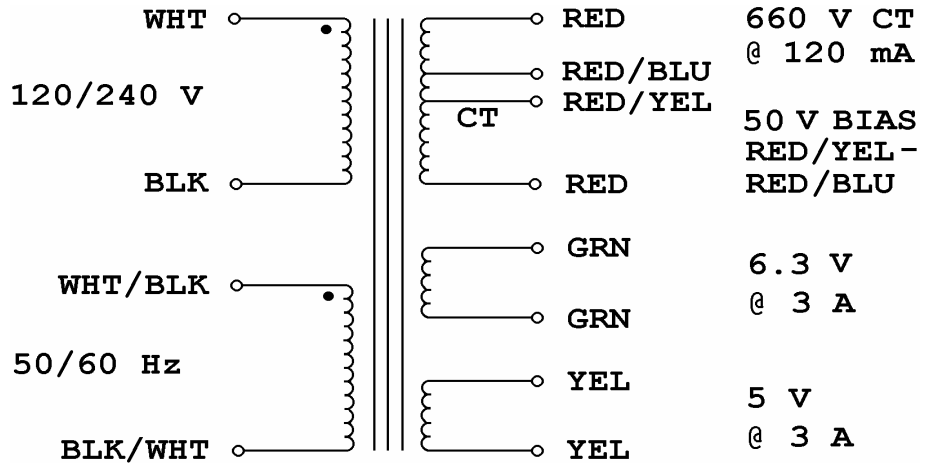 WHT
120/240 V
BLK
WHT/BLK
50/60 Hz
BLK/WHT
RED
RED/BLU
RED/YEL
CT
RED
GRN
GRN
YEL
YEL
660 V CT
@ 120 mA
50 V BIAS
RED/YEL-
RED/BLU
6.3 V
@ 3 A
5 V
@ 3 A